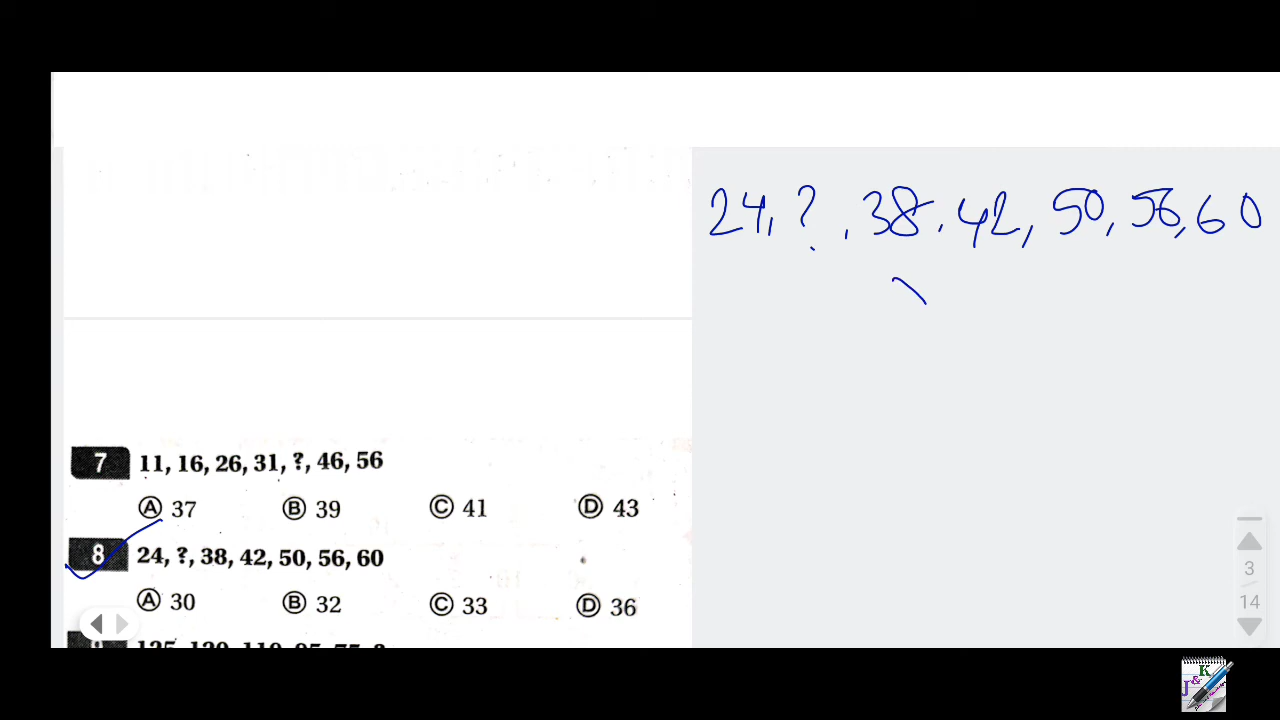 24, ?, 38, 42, 50, 56, 60
7 11, 16, 26, 31, ?, 46, 56
Ⓐ 37 Ⓑ 39 Ⓒ 41 Ⓓ 43
8 24, ?, 38, 42, 50, 56, 60
Ⓐ 30 Ⓑ 32 Ⓒ 33 Ⓓ 36
3
14
J & K